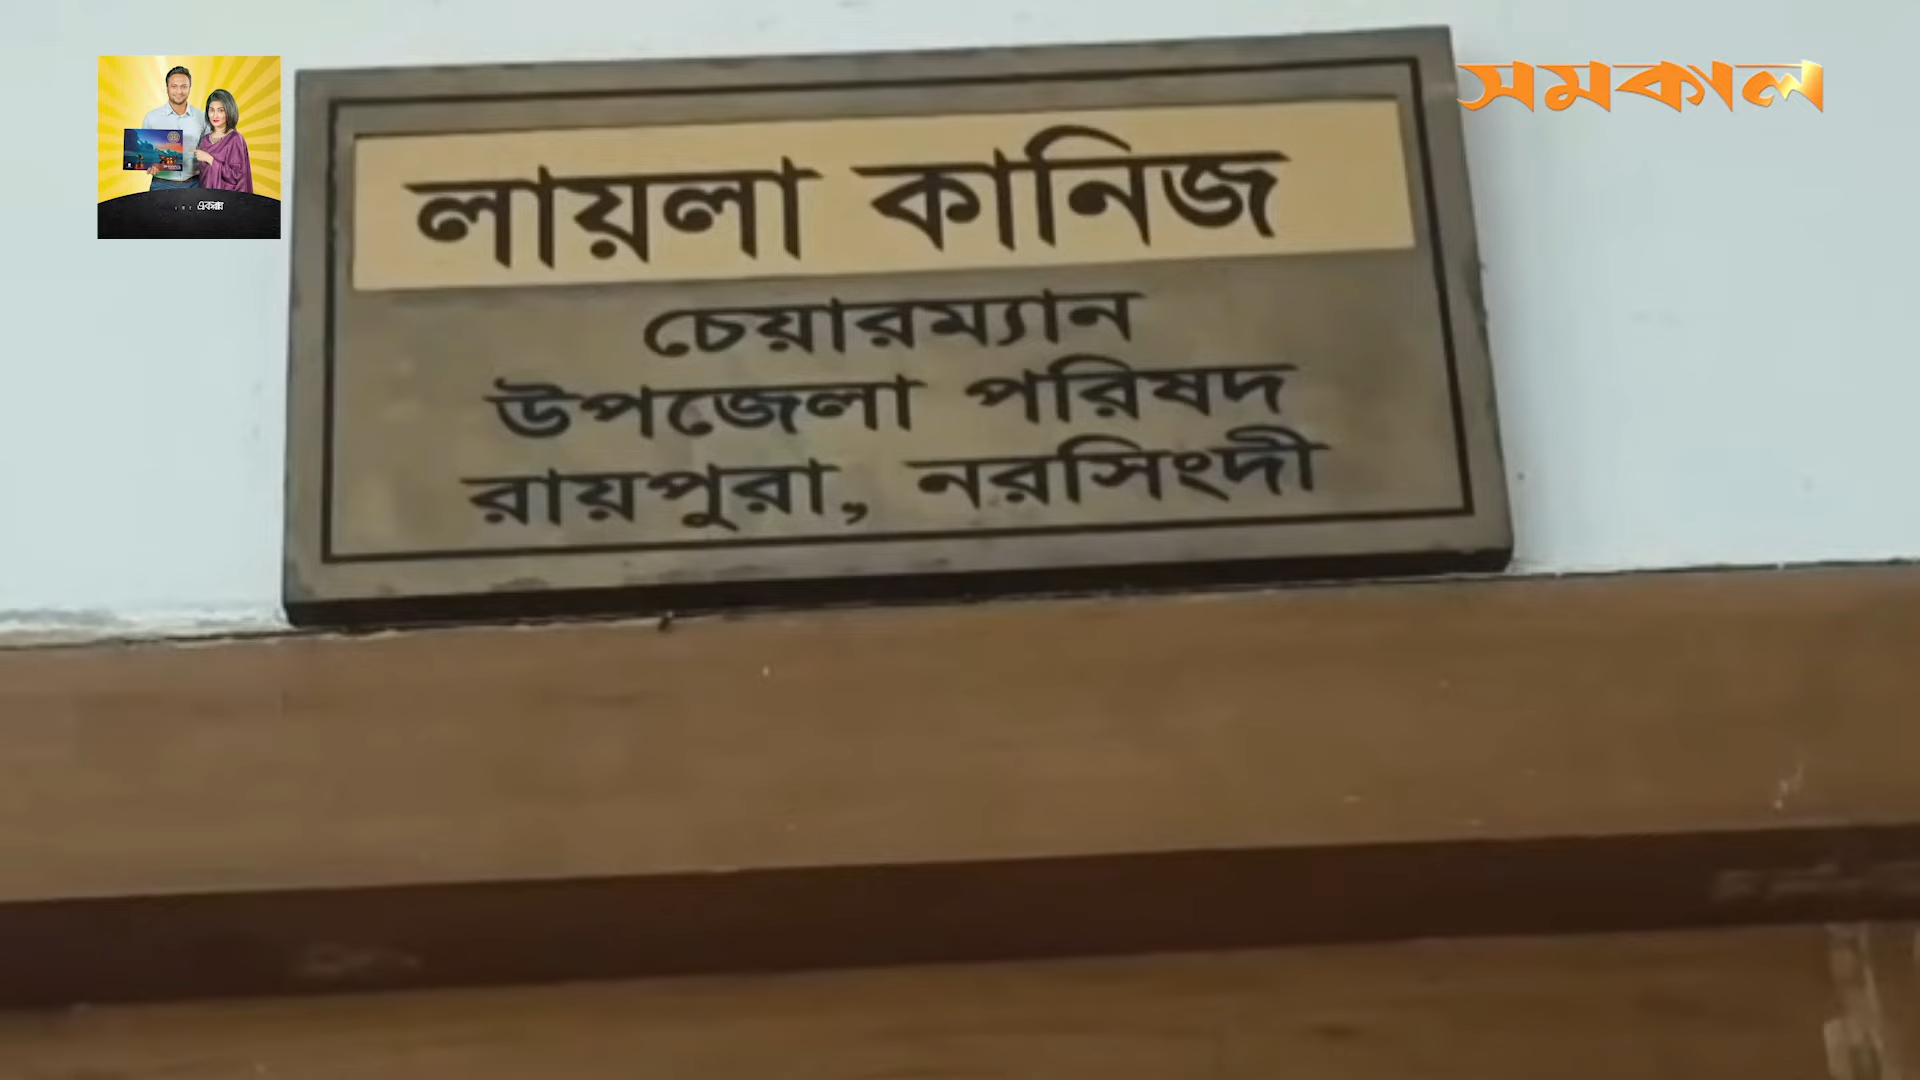 সমকাল
লায়লা কানিজ
চেয়ারম্যান
উপজেলা পরিষদ
রায়পুরা, নরসিংদী